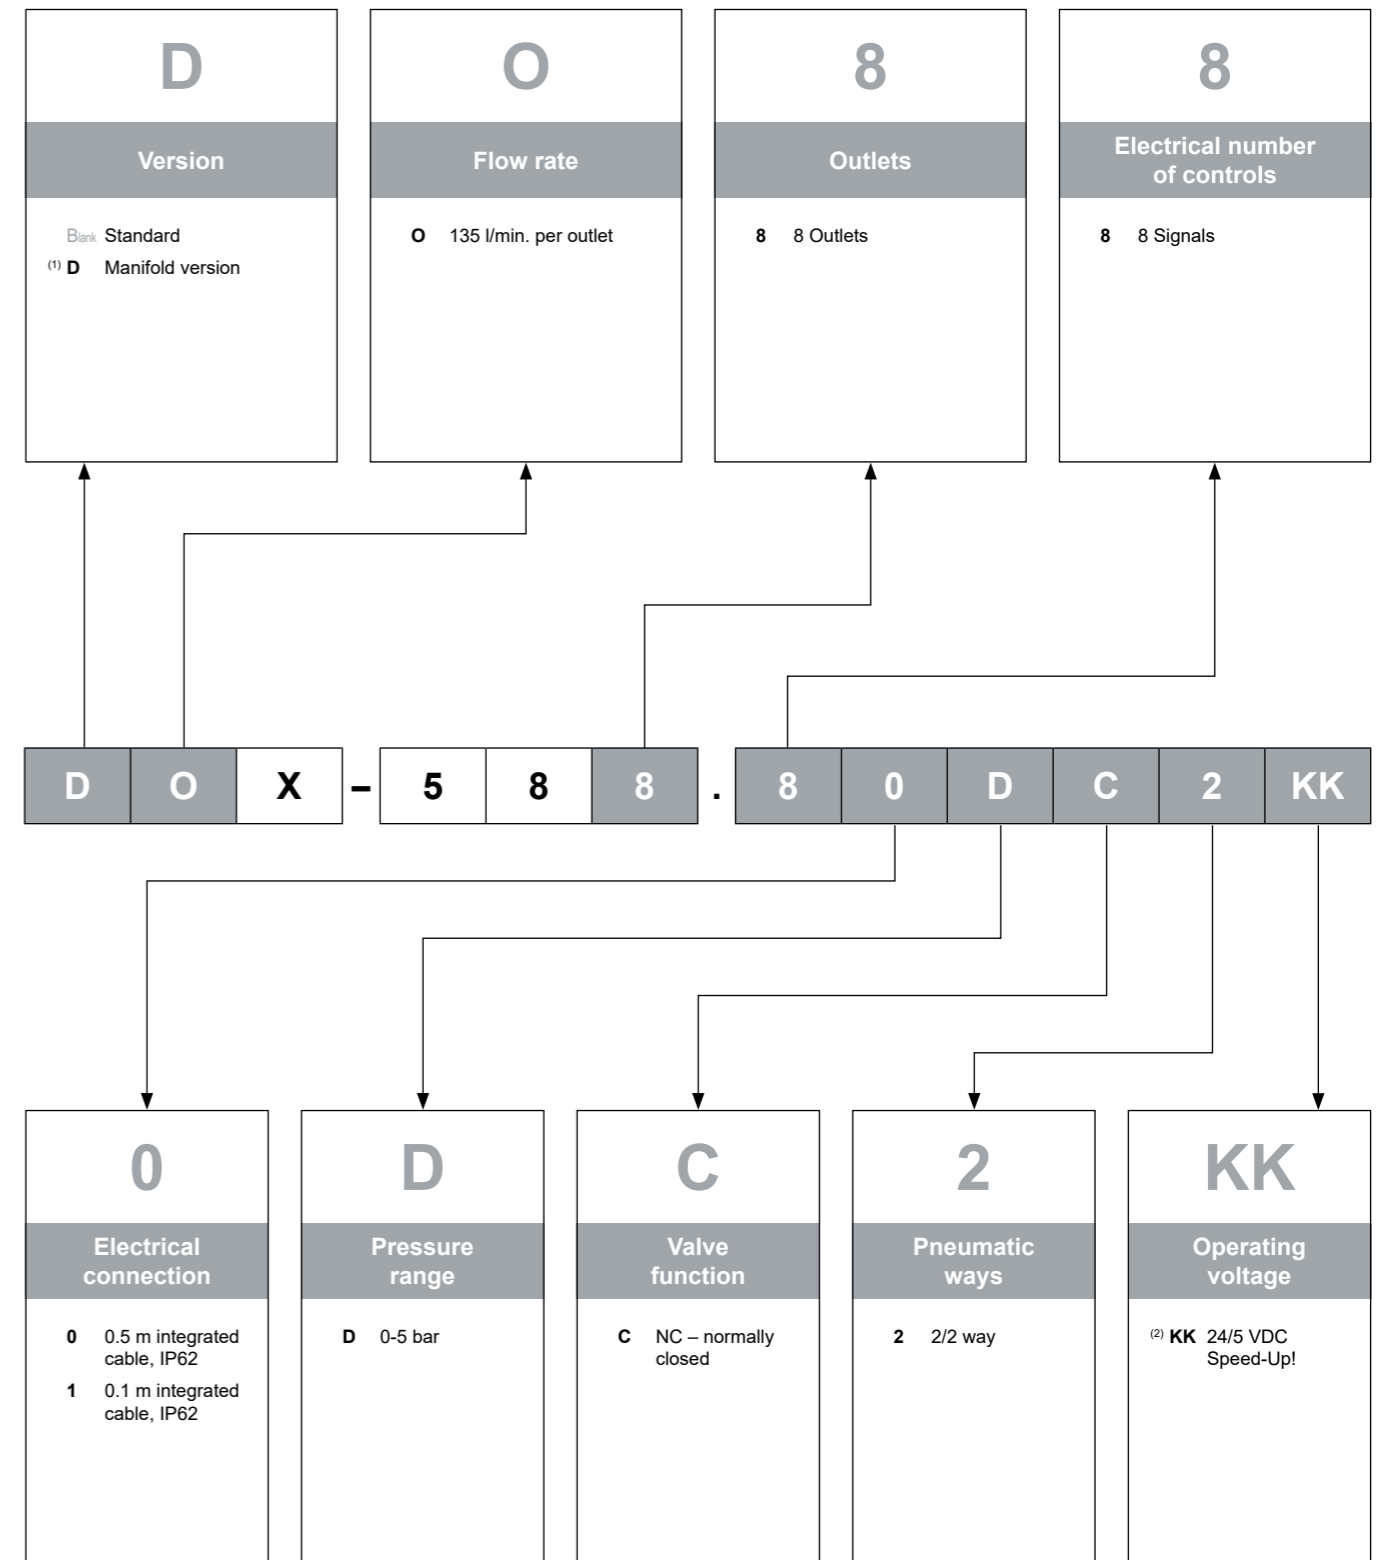 D
Version
Blank Standard
(1) D Manifold version
O
Flow rate
O 135 l/min. per outlet
8
Outlets
8 8 Outlets
8
Electrical number
of controls
8 8 Signals
D O X – 5 8 8 . 8 0 D C 2 KK
0
Electrical
connection
0 0.5 m integrated
cable, IP62
1 0.1 m integrated
cable, IP62
D
Pressure
range
D 0-5 bar
C
Valve
function
C NC – normally
closed
2
Pneumatic
ways
2 2/2 way
KK
Operating
voltage
(2) KK 24/5 VDC
Speed-Up!